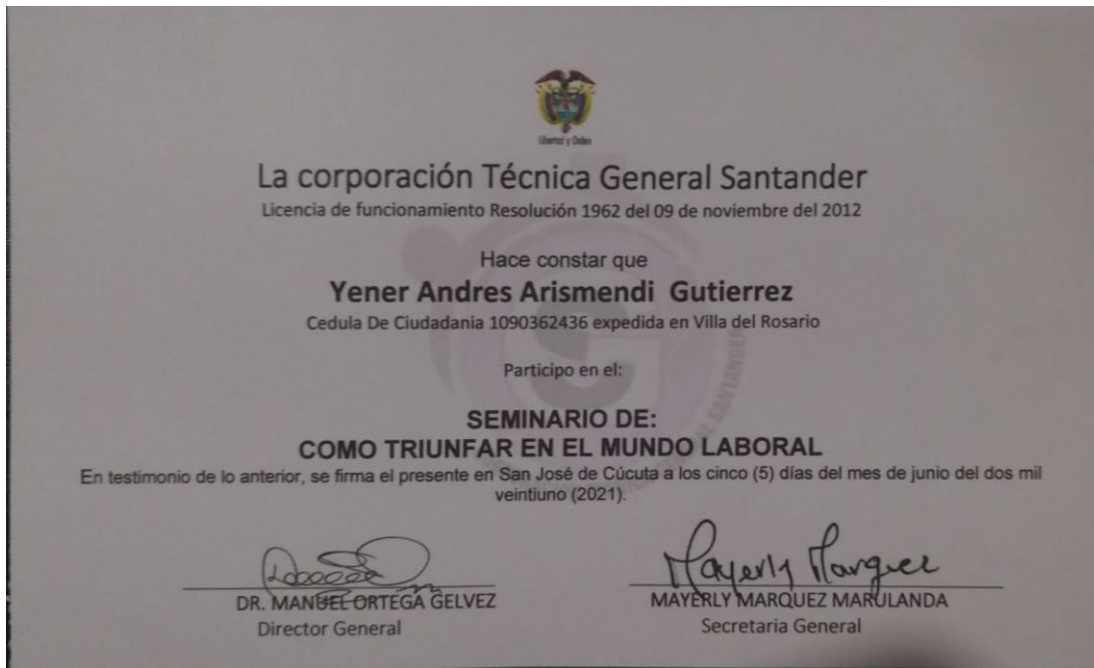 Libertad y Orden
La corporación Técnica General Santander
Licencia de funcionamiento Resolución 1962 del 09 de noviembre del 2012
Hace constar que
Yener Andres Arismendi Gutierrez
Cedula De Ciudadania 1090362436 expedida en Villa del Rosario
Participo en el:
SEMINARIO DE:
COMO TRIUNFAR EN EL MUNDO LABORAL
En testimonio de lo anterior, se firma el presente en San José de Cúcuta a los cinco (5) días del mes de junio del dos mil
veintiuno (2021).
Mayerly Marquez
DR. MANUEL ORTEGA GELVEZ
MAYERLY MARQUEZ MARULANDA
Director General
Secretaria General